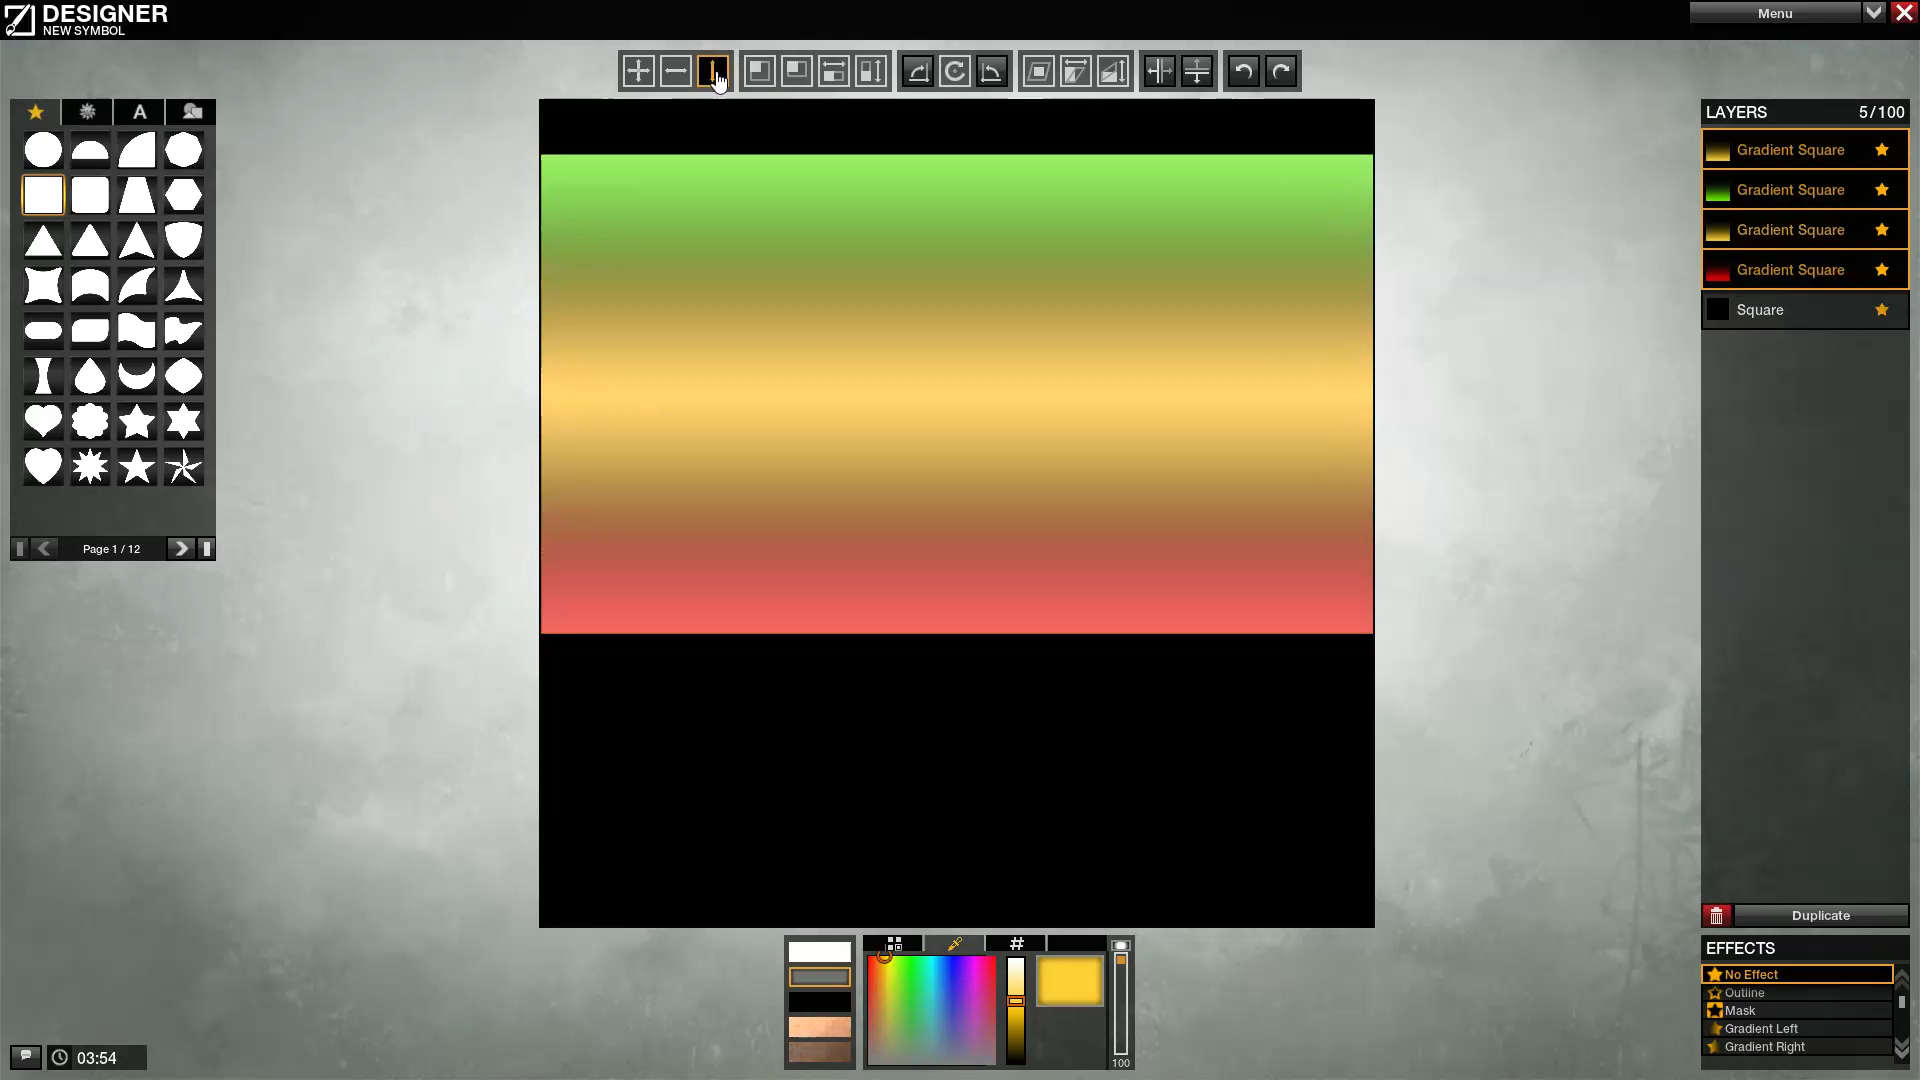 DESIGNER
NEW SYMBOL
Menu
A
LAYERS 5/100
Gradient Square
Gradient Square
Gradient Square
Gradient Square
Square
Page 1 / 12
Duplicate
#
EFFECTS
No Effect
Outline
Mask
Gradient Left
Gradient Right
100
03:54